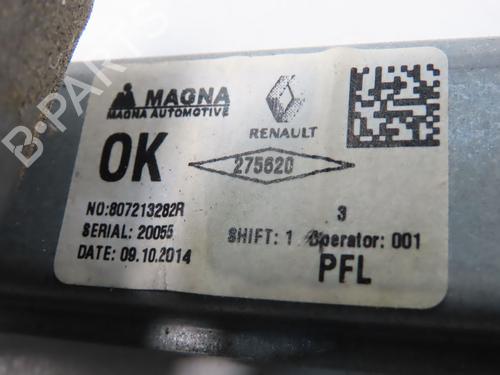 MAGNA
MAGNA AUTOMOTIVE
RENAULT
OK
275620
NO:807213282R
3
SERIAL: 20055
SHIFT: 1 Operator: 001
DATE: 09.10.2014
PFL
B-PARTS